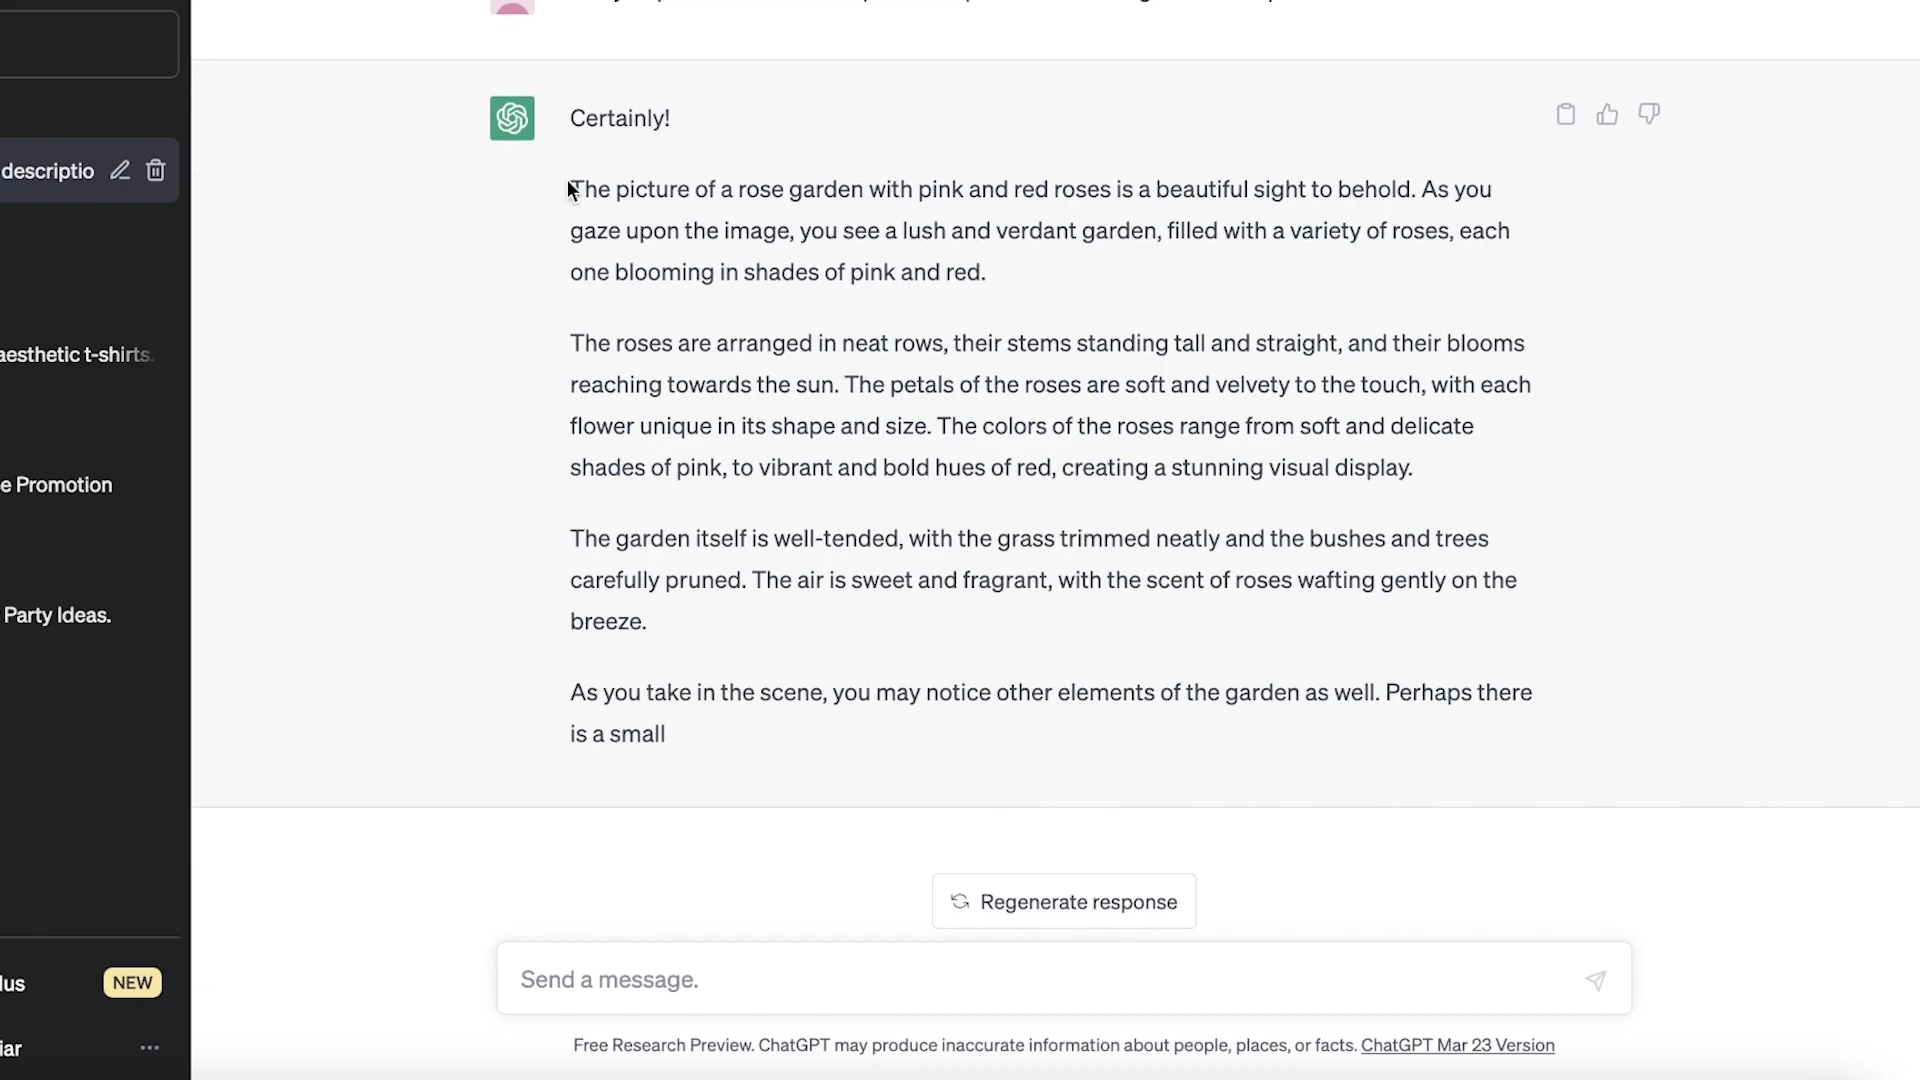 descriptio
aesthetic t-shirts.
e Promotion
Party Ideas.
lus
NEW
iar
Certainly!
The picture of a rose garden with pink and red roses is a beautiful sight to behold. As you
gaze upon the image, you see a lush and verdant garden, filled with a variety of roses, each
one blooming in shades of pink and red.
The roses are arranged in neat rows, their stems standing tall and straight, and their blooms
reaching towards the sun. The petals of the roses are soft and velvety to the touch, with each
flower unique in its shape and size. The colors of the roses range from soft and delicate
shades of pink, to vibrant and bold hues of red, creating a stunning visual display.
The garden itself is well-tended, with the grass trimmed neatly and the bushes and trees
carefully pruned. The air is sweet and fragrant, with the scent of roses wafting gently on the
breeze.
As you take in the scene, you may notice other elements of the garden as well. Perhaps there
is a small
Regenerate response
Send a message.
Free Research Preview. ChatGPT may produce inaccurate information about people, places, or facts. ChatGPT Mar 23 Version